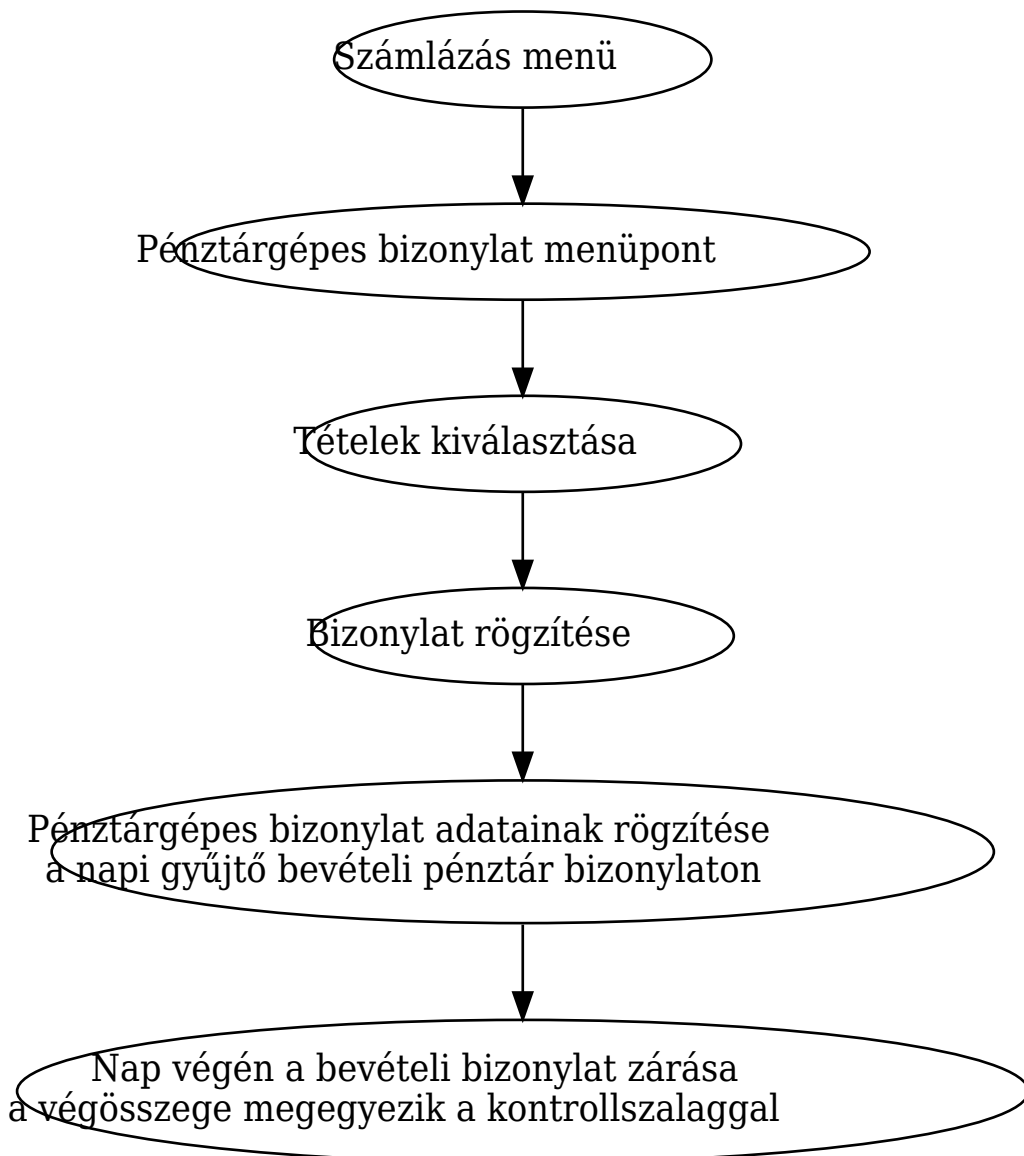 Számlázás menü
Pénztárgépes bizonylat menüpont
Tételek kiválasztása
Bizonylat rögzítése
Pénztárgépes bizonylat adatainak rögzítése
a napi gyűjtő bevételi pénztár bizonylaton
Nap végén a bevételi bizonylat zárása
a végösszege megegyezik a kontrollszalaggal